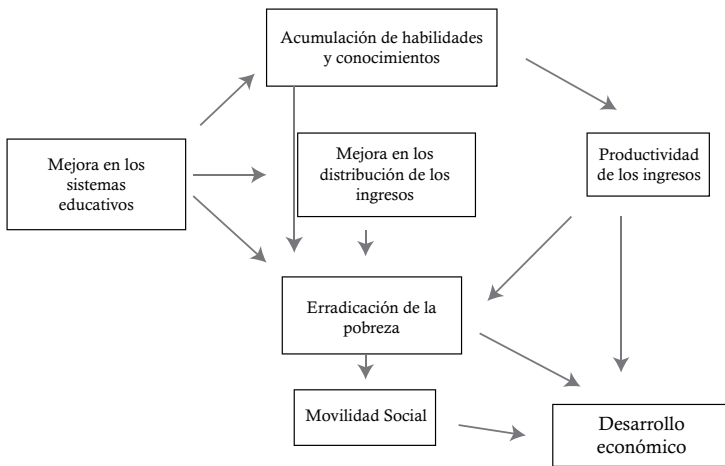 Acumulación de habilidades
y conocimientos
Mejora en los
sistemas
educativos
Mejora en los
distribución de los
ingresos
Productividad
de los ingresos
Erradicación de la
pobreza
Movilidad Social
Desarrollo
económico